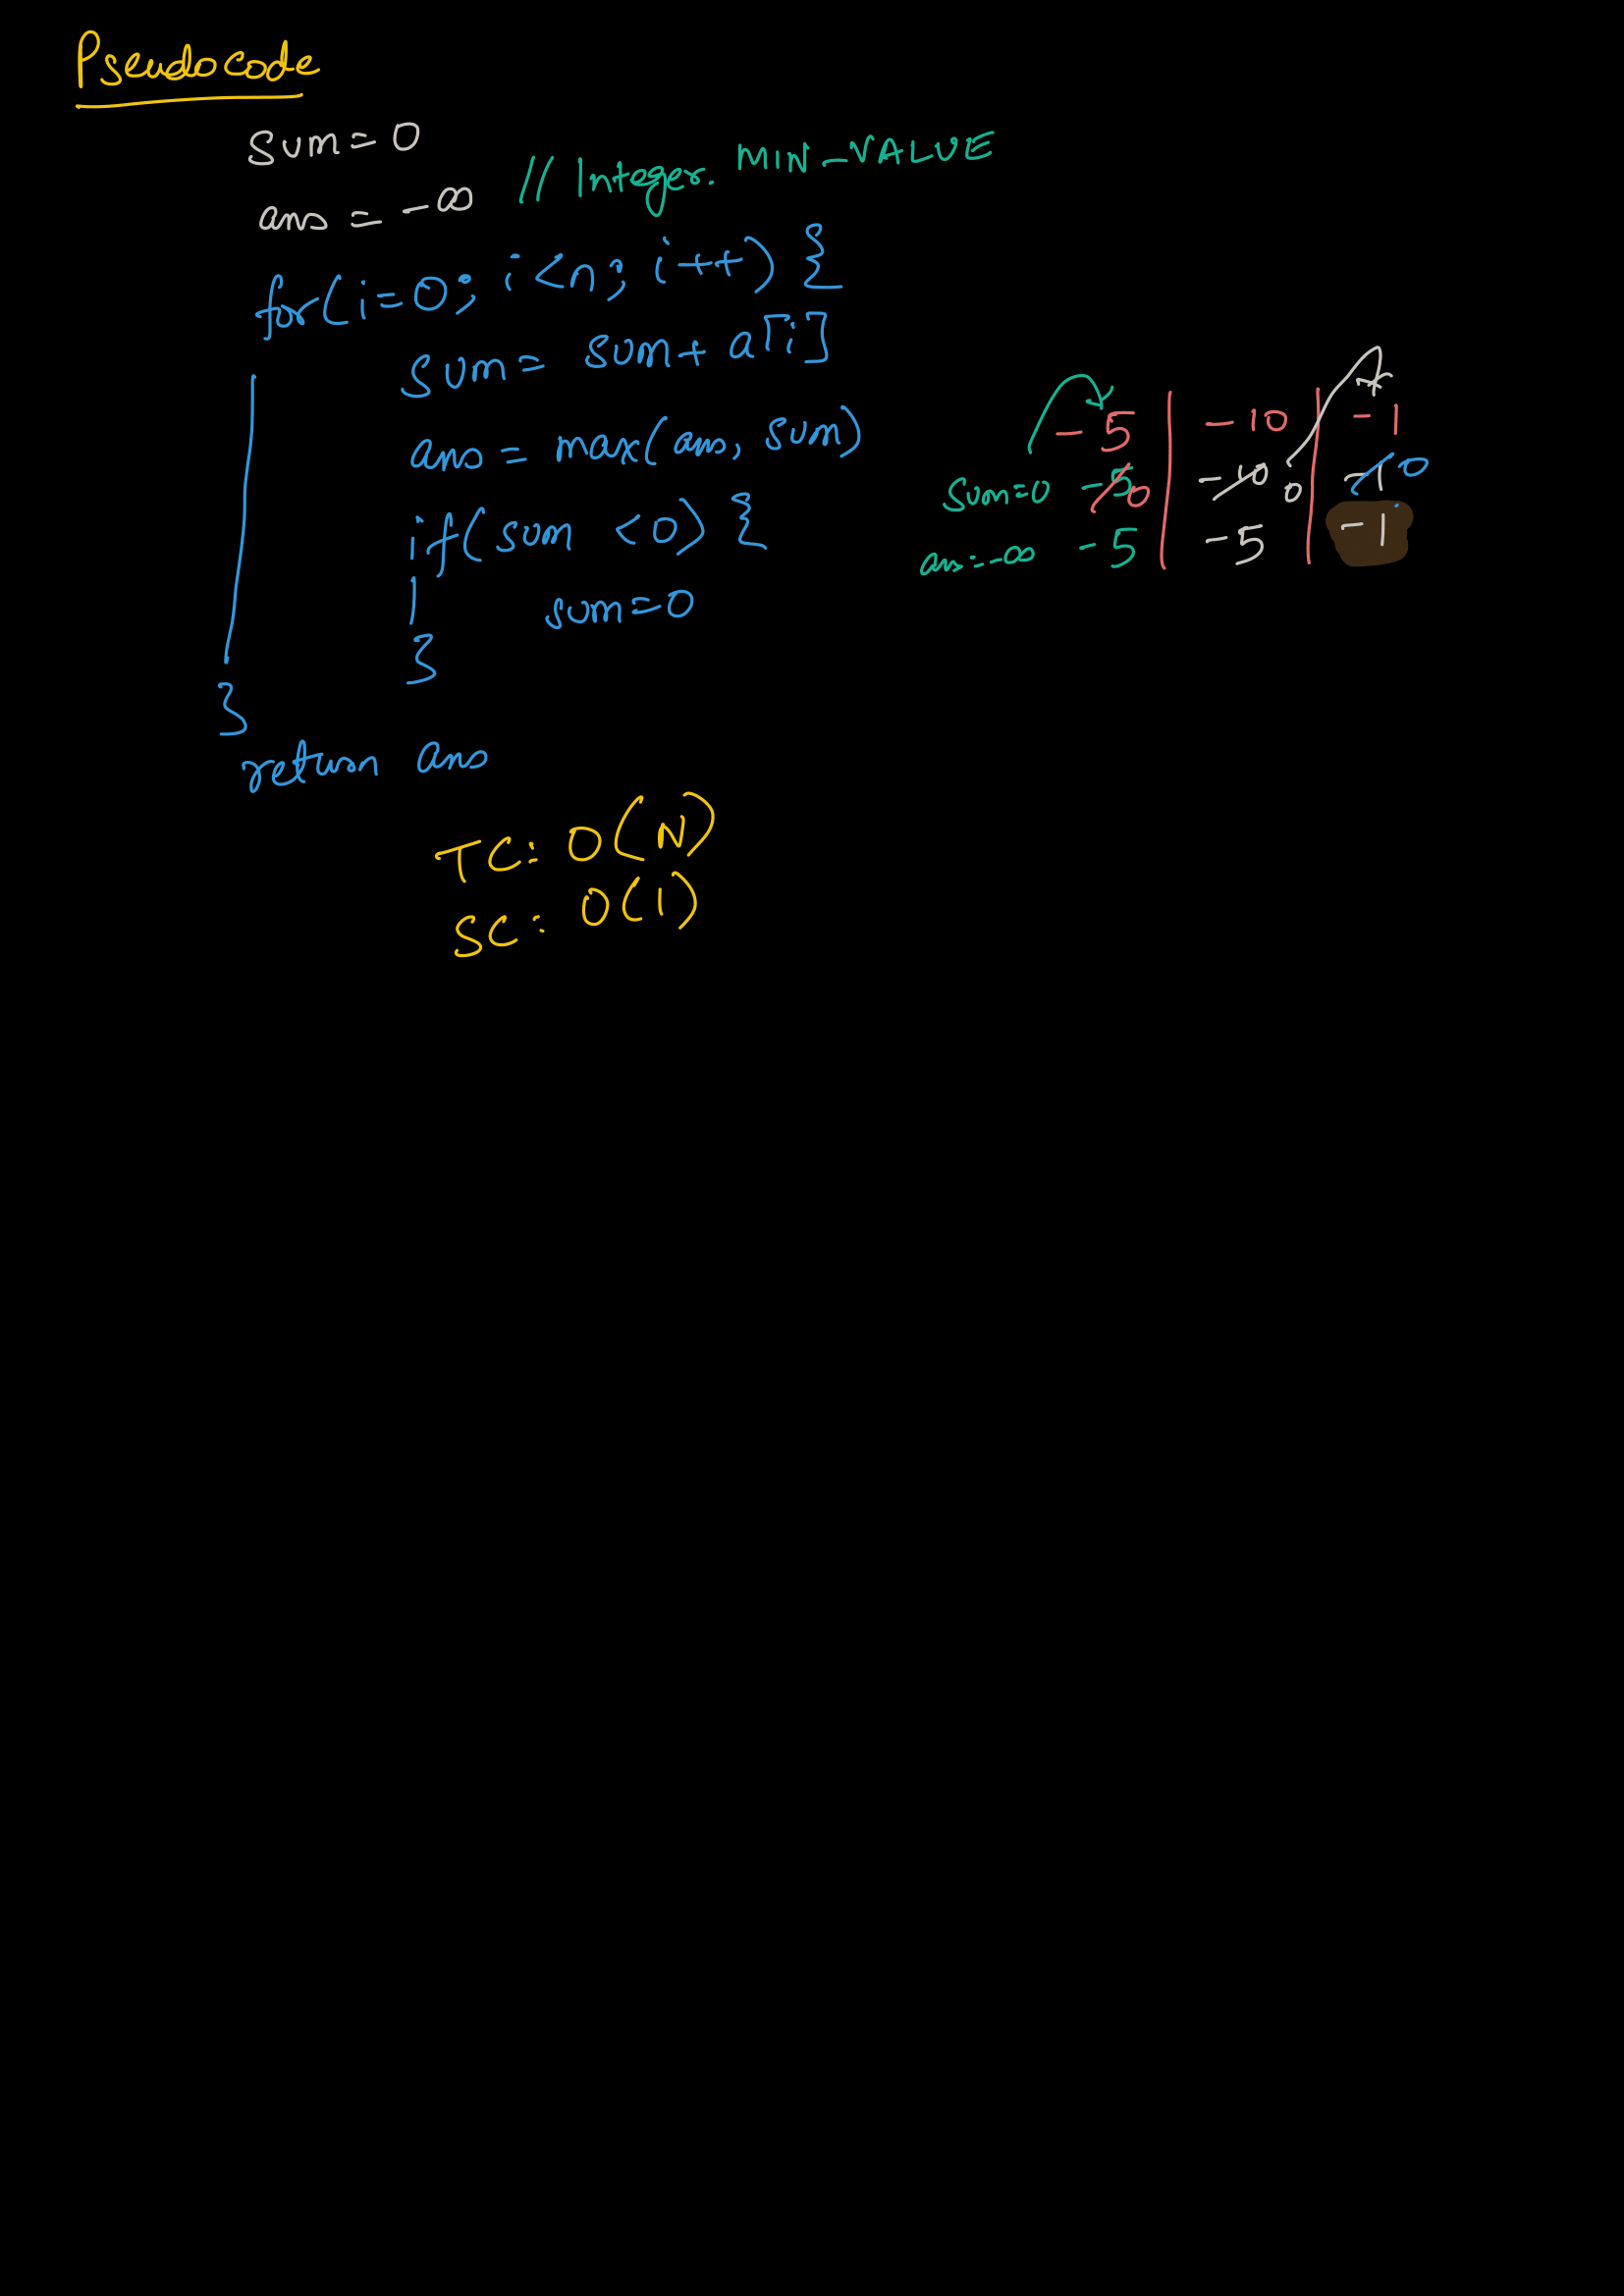 Pseudocode
sum = 0
ans = -∞ // Integer. MIN_VALUE
for(i=0; i<n; i++) {
sum = sum + a[i]
ans = max(ans, sum)
if(sum <0) {
sum=0
}
}
return ans
TC: O(N)
SC: O(1)
-5 -10 -1
sum=0 -5 0 -10 0 -1 0
ans=-∞ -5 -5 -1